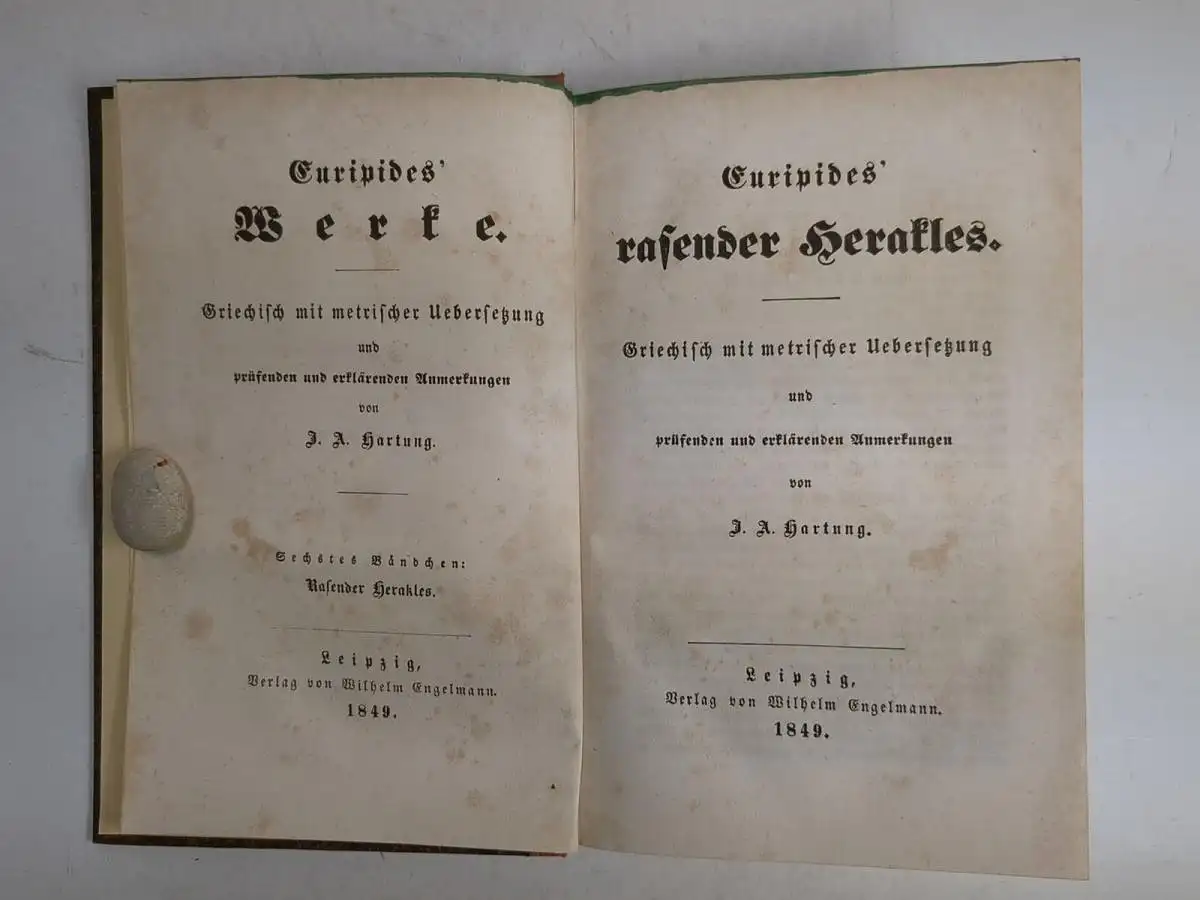 Euripides'
Werke.
Griechisch mit metrischer Uebersetzung
und
prüfenden und erklärenden Anmerkungen
von
J. A. Hartung.
Sechstes Bändchen:
Rasender Herakles.
Leipzig,
Verlag von Wilhelm Engelmann.
1849.
Euripides'
rasender Herakles.
Griechisch mit metrischer Uebersetzung
und
prüfenden und erklärenden Anmerkungen
von
J. A. Hartung.
Leipzig,
Verlag von Wilhelm Engelmann.
1849.